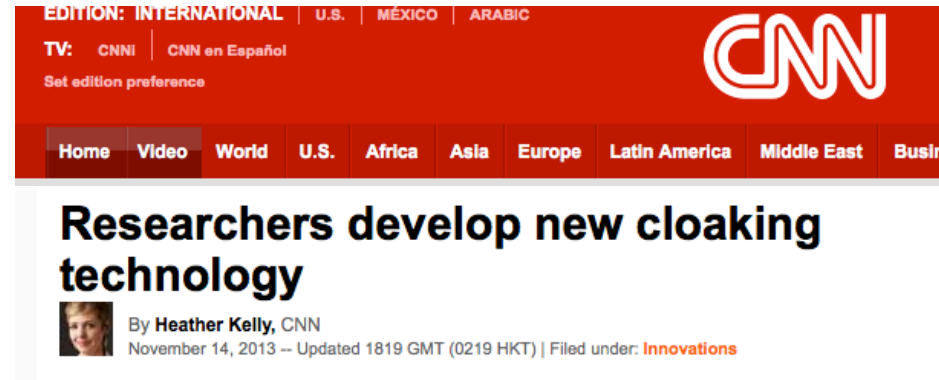 EDITION: INTERNATIONAL | U.S. | MÉXICO | ARABIC
TV: CNNi | CNN en Español
Set edition preference
CNN
Home Video World U.S. Africa Asia Europe Latin America Middle East
Researchers develop new cloaking
technology
By Heather Kelly, CNN
November 14, 2013 -- Updated 1819 GMT (0219 HKT) | Filed under: Innovations